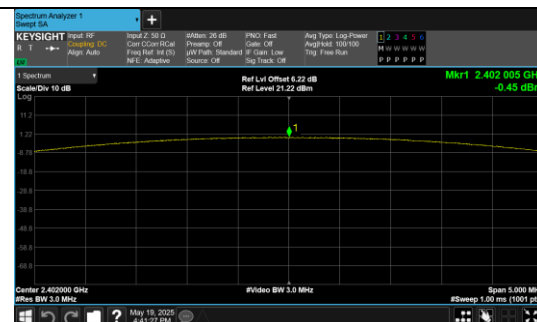 Spectrum Analyzer 1
Swept SA
+
KEYSIGHT Input: RF Input Z: 50 Ω #Atten: 26 dB PNO: Fast Avg Type: Log-Power 1 2 3 4 5 6
R T Coupling: DC Corr CCorr RCal Preamp: Off Gate: Off Avg|Hold: 100/100 M W W W W W
Align: Auto Freq Ref: Int (S) µW Path: Standard IF Gain: Low Trig: Free Run
LW NFE: Adaptive Source: Off Sig Track: Off P P P P P P
1 Spectrum Ref Lvl Offset 6.22 dB Mkr1 2.402 005 GH
Scale/Div 10 dB Ref Level 21.22 dBm -0.45 dBr
Log
11.2
1
1.22
-8.78
-18.8
-28.8
-38.8
-48.8
-58.8
-68.8
Center 2.402000 GHz #Video BW 3.0 MHz Span 5.000 M
#Res BW 3.0 MHz #Sweep 1.00 ms (1001 pt
? May 19, 2025
4:41:27 PM